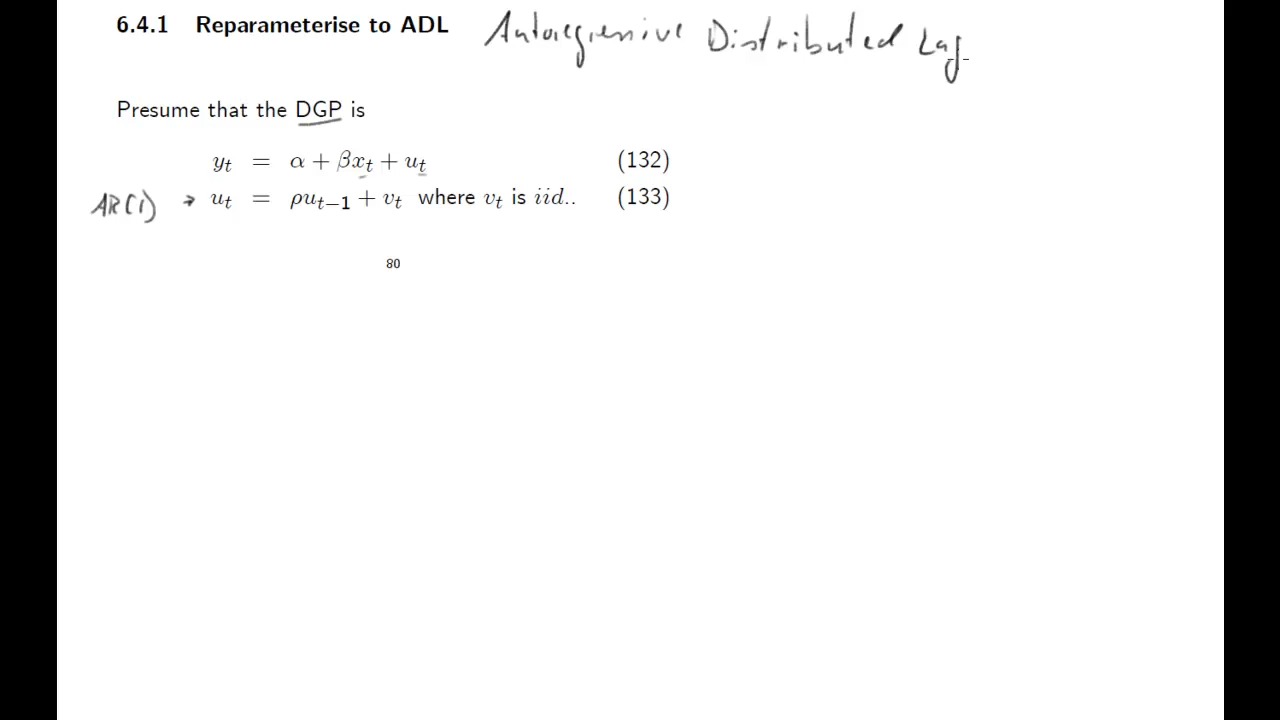 6.4.1 Reparameterise to ADL Autoregressive Distributed Lag
Presume that the DGP is
y_t = α + βx_t + u_t (132)
AR(1) → u_t = ρu_{t−1} + v_t where v_t is iid.. (133)
80